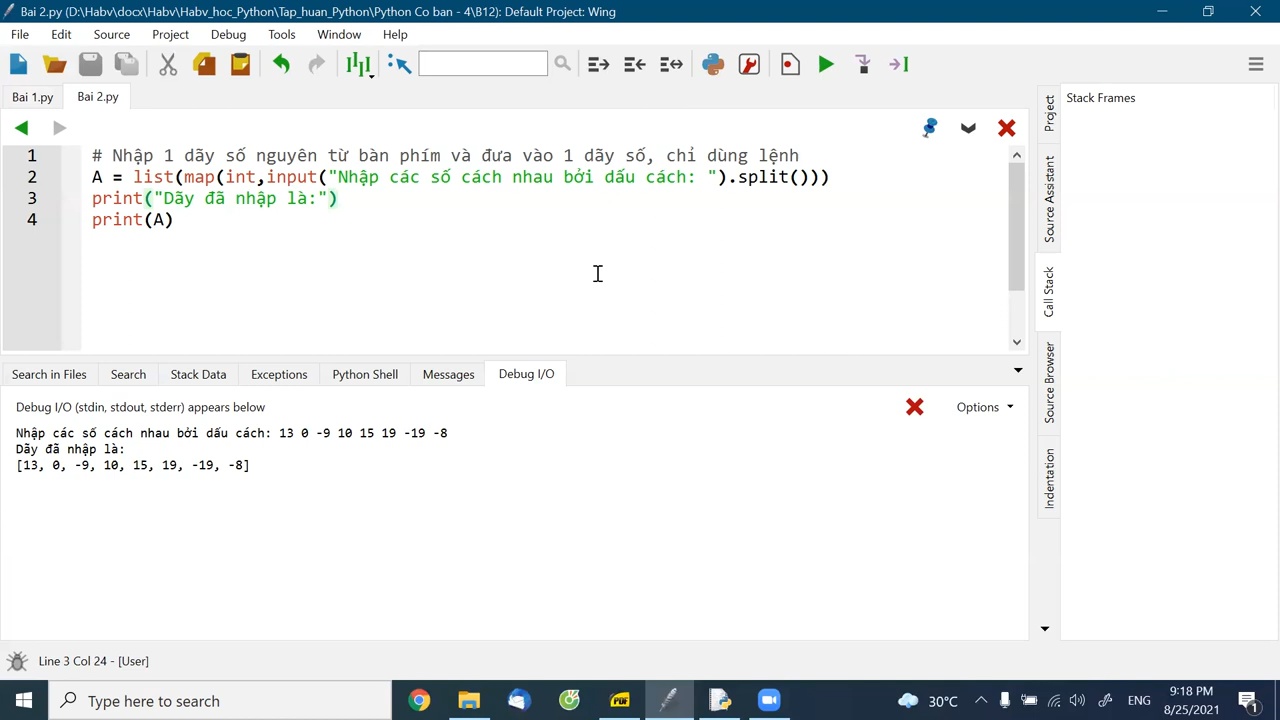 Bai 2.py (D:\Habv\docx\Habv\Habv_hoc_Python\Tap_huan_Python\Python Co ban - 4\B12): Default Project: Wing
File Edit Source Project Debug Tools Window Help
Bai 1.py Bai 2.py
Stack Frames
1 # Nhập 1 dãy số nguyên từ bàn phím và đưa vào 1 dãy số, chỉ dùng lệnh
2 A = list(map(int,input("Nhập các số cách nhau bởi dấu cách: ").split()))
3 print("Dãy đã nhập là:")
4 print(A)
Project
Source Assistant
Call Stack
Source Browser
Indentation
Search in Files Search Stack Data Exceptions Python Shell Messages Debug I/O
Debug I/O (stdin, stdout, stderr) appears below
Options
Nhập các số cách nhau bởi dấu cách: 13 0 -9 10 15 19 -19 -8
Dãy đã nhập là:
[13, 0, -9, 10, 15, 19, -19, -8]
Line 3 Col 24 - [User]
Type here to search
PDF
30°C
ENG
9:18 PM
8/25/2021
1